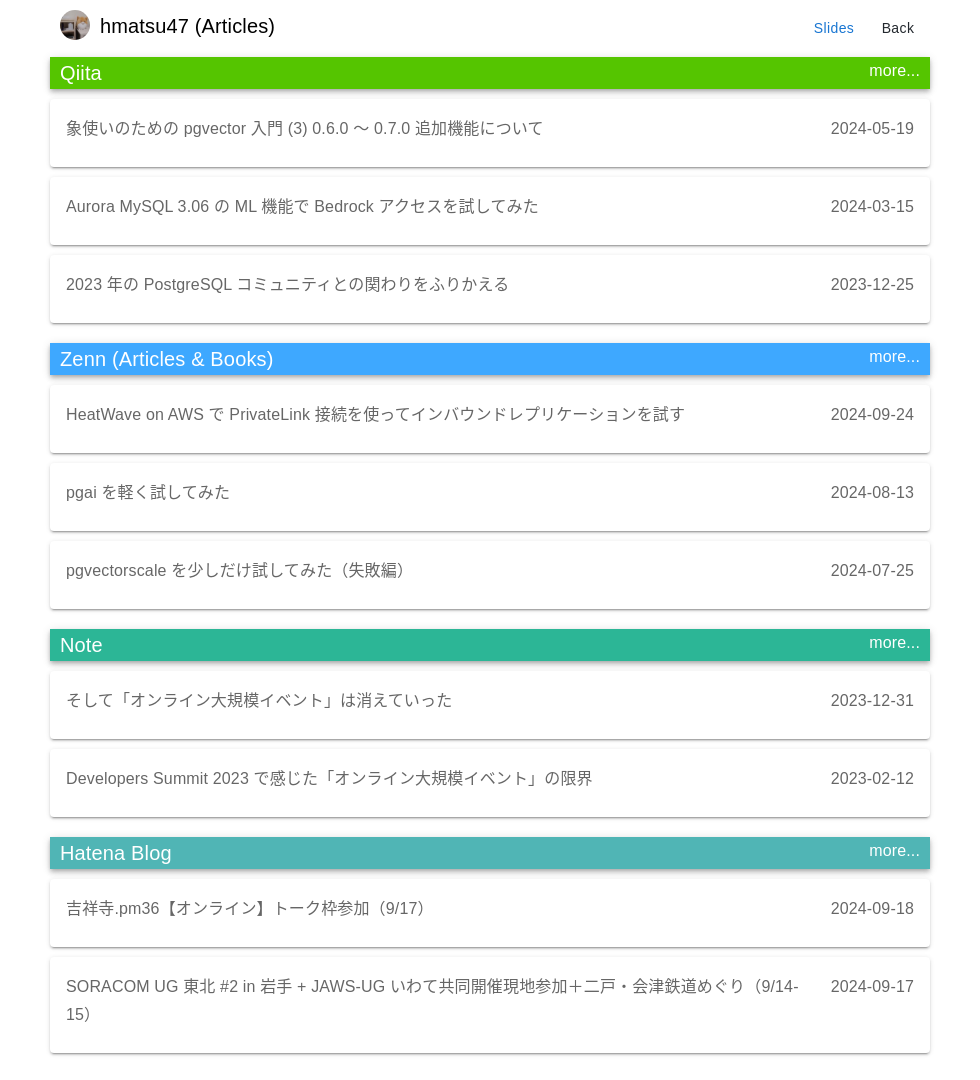 hmatsu47 (Articles)
Slides
Back
Qiita
more...
象使いのための pgvector 入門 (3) 0.6.0 〜 0.7.0 追加機能について
2024-05-19
Aurora MySQL 3.06 の ML 機能で Bedrock アクセスを試してみた
2024-03-15
2023 年の PostgreSQL コミュニティとの関わりをふりかえる
2023-12-25
Zenn (Articles & Books)
more...
HeatWave on AWS で PrivateLink 接続を使ってインバウンドレプリケーションを試す
2024-09-24
pgai を軽く試してみた
2024-08-13
pgvectorscale を少しだけ試してみた（失敗編）
2024-07-25
Note
more...
そして「オンライン大規模イベント」は消えていった
2023-12-31
Developers Summit 2023 で感じた「オンライン大規模イベント」の限界
2023-02-12
Hatena Blog
more...
吉祥寺.pm36【オンライン】トーク枠参加（9/17）
2024-09-18
SORACOM UG 東北 #2 in 岩手 + JAWS-UG いわて共同開催現地参加＋二戸・会津鉄道めぐり（9/14-
15）
2024-09-17